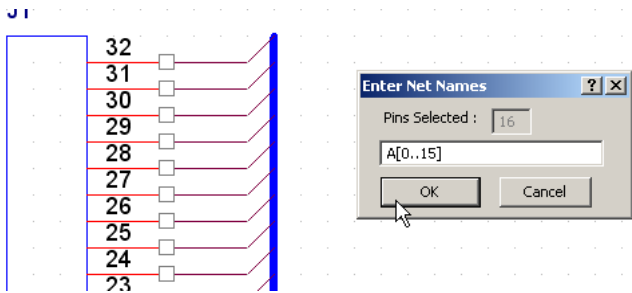 J1
32
31
30
29
28
27
26
25
24
23
Enter Net Names
? X
Pins Selected : 16
A[0..15]
OK Cancel